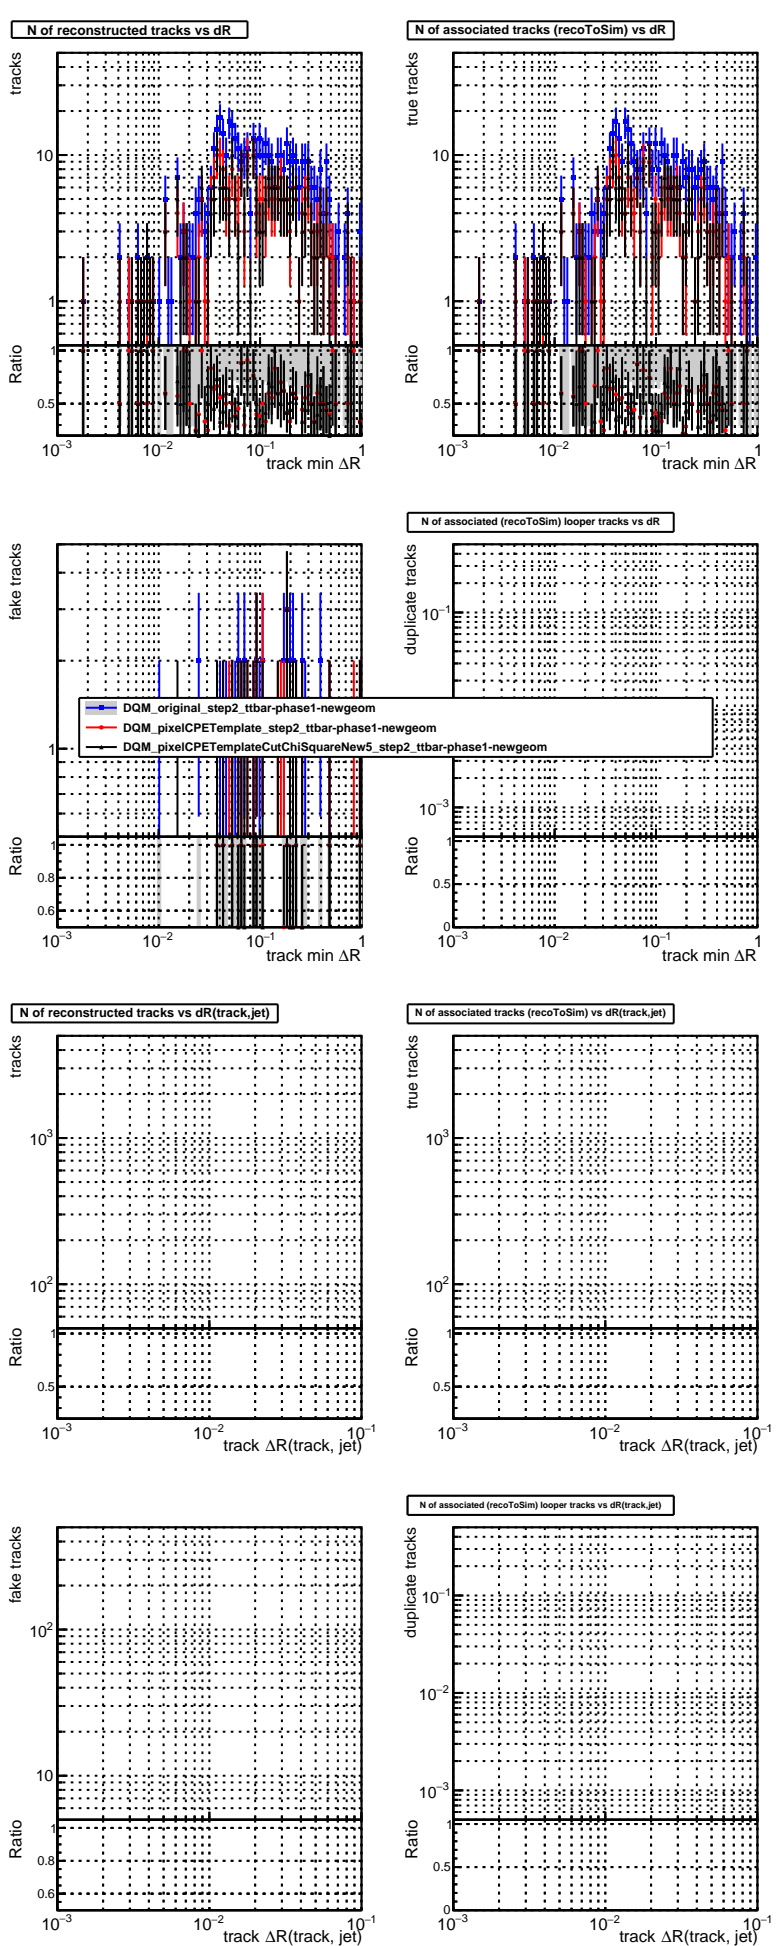 N of reconstructed tracks vs dR
tracks
10
1
Ratio
1
0.5
10⁻³
10⁻²
10⁻¹
1
track min ΔR
N of associated tracks (recoToSim) vs dR
true tracks
10
1
Ratio
1
0.5
10⁻³
10⁻²
10⁻¹
1
track min ΔR
fake tracks
1
Ratio
1
0.8
0.6
10⁻³
10⁻²
10⁻¹
1
track min ΔR
N of associated (recoToSim) looper tracks vs dR
duplicate tracks
10⁻¹
10⁻³
Ratio
1
0.5
0
10⁻³
10⁻²
10⁻¹
1
track min ΔR
DQM_original_step2_ttbar-phase1-newgeom
DQM_pixelCPETemplate_step2_ttbar-phase1-newgeom
DQM_pixelCPETemplateCutChiSquareNew5_step2_ttbar-phase1-newgeom
N of reconstructed tracks vs dR(track,jet)
tracks
10³
10²
Ratio
1
0.5
10⁻³
10⁻²
10⁻¹
track ΔR(track, jet)
N of associated tracks (recoToSim) vs dR(track,jet)
true tracks
10³
10²
Ratio
1
0.5
10⁻³
10⁻²
10⁻¹
track ΔR(track, jet)
fake tracks
10²
10
Ratio
1
0.8
0.6
10⁻³
10⁻²
10⁻¹
track ΔR(track, jet)
N of associated (recoToSim) looper tracks vs dR(track,jet)
duplicate tracks
10⁻¹
10⁻²
10⁻³
Ratio
1
0.5
0
10⁻³
10⁻²
10⁻¹
track ΔR(track, jet)